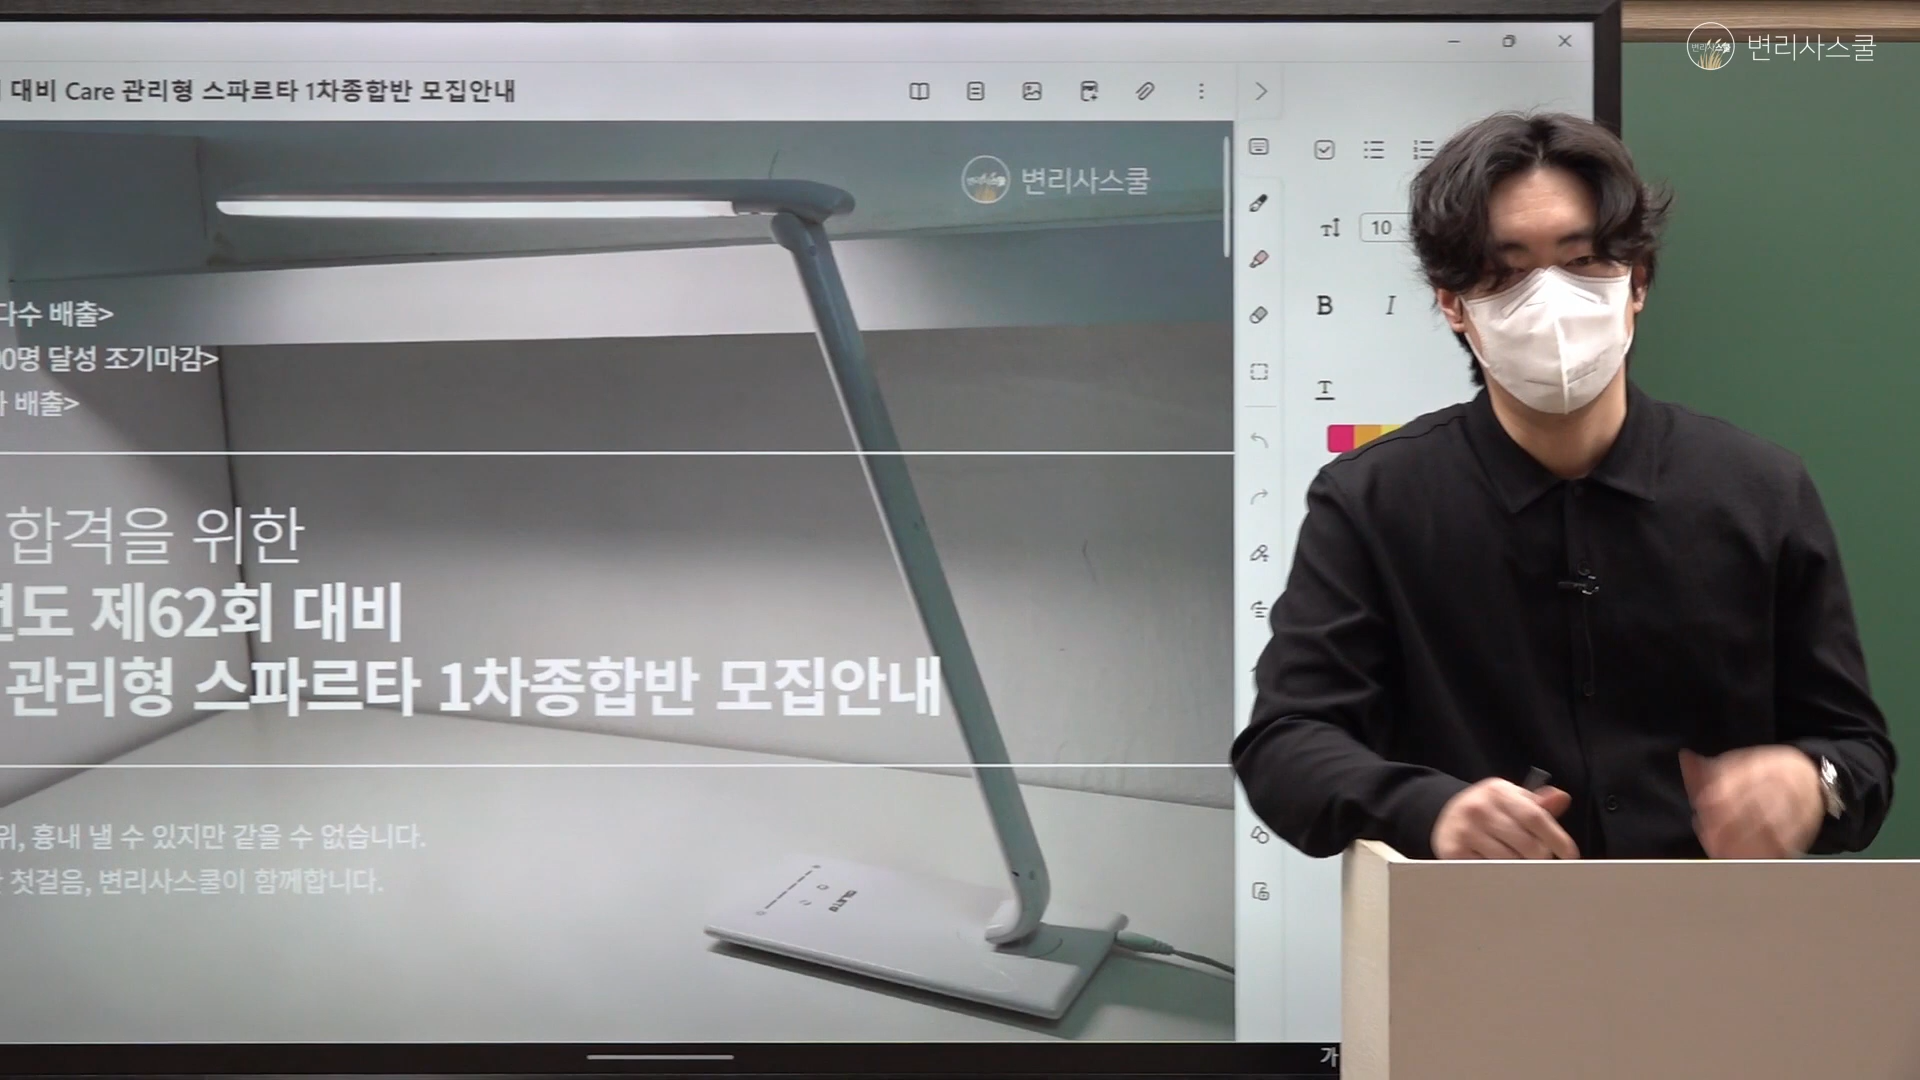 변리사스쿨
대비 Care 관리형 스파르타 1차종합반 모집안내
변리사스쿨
10
다수 배출>
0명 달성 조기마감>
배출>
B I
T
합격을 위한
년도 제62회 대비
관리형 스파르타 1차종합반 모집안내
위, 흉내 낼 수 있지만 같을 수 없습니다.
첫걸음, 변리사스쿨이 함께합니다.
가